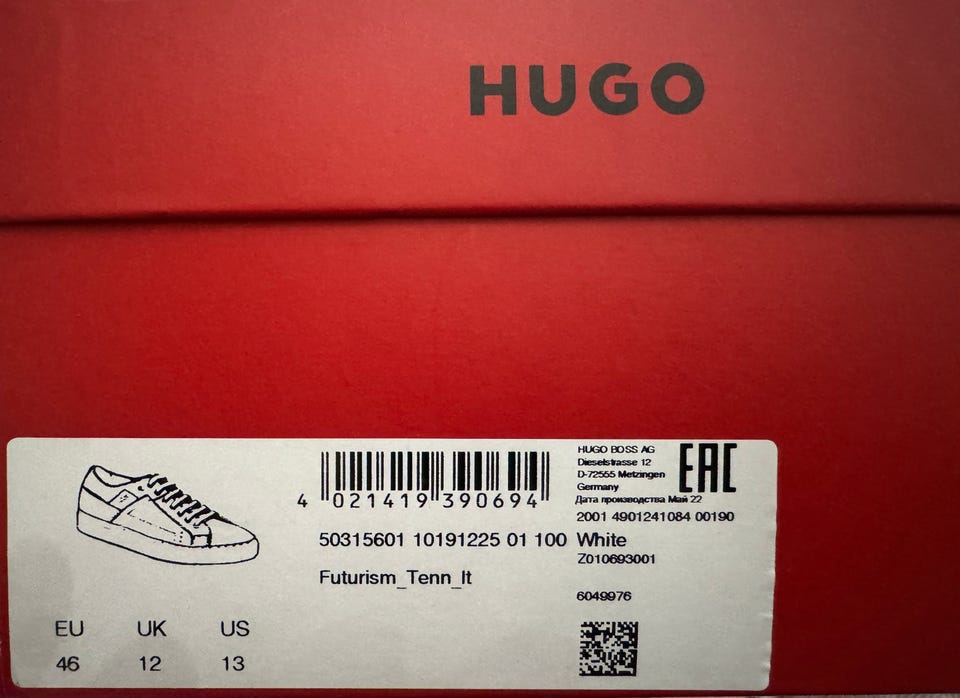 HUGO
4 021419 390694
50315601 10191225 01 100 White
Futurism_Tenn_lt
EU UK US
46 12 13
HUGO BOSS AG
Dieselstrasse 12
D-72555 Metzingen
Germany
Дата производства Май 22
EAC
2001 4901241084 00190
Z010693001
6049976